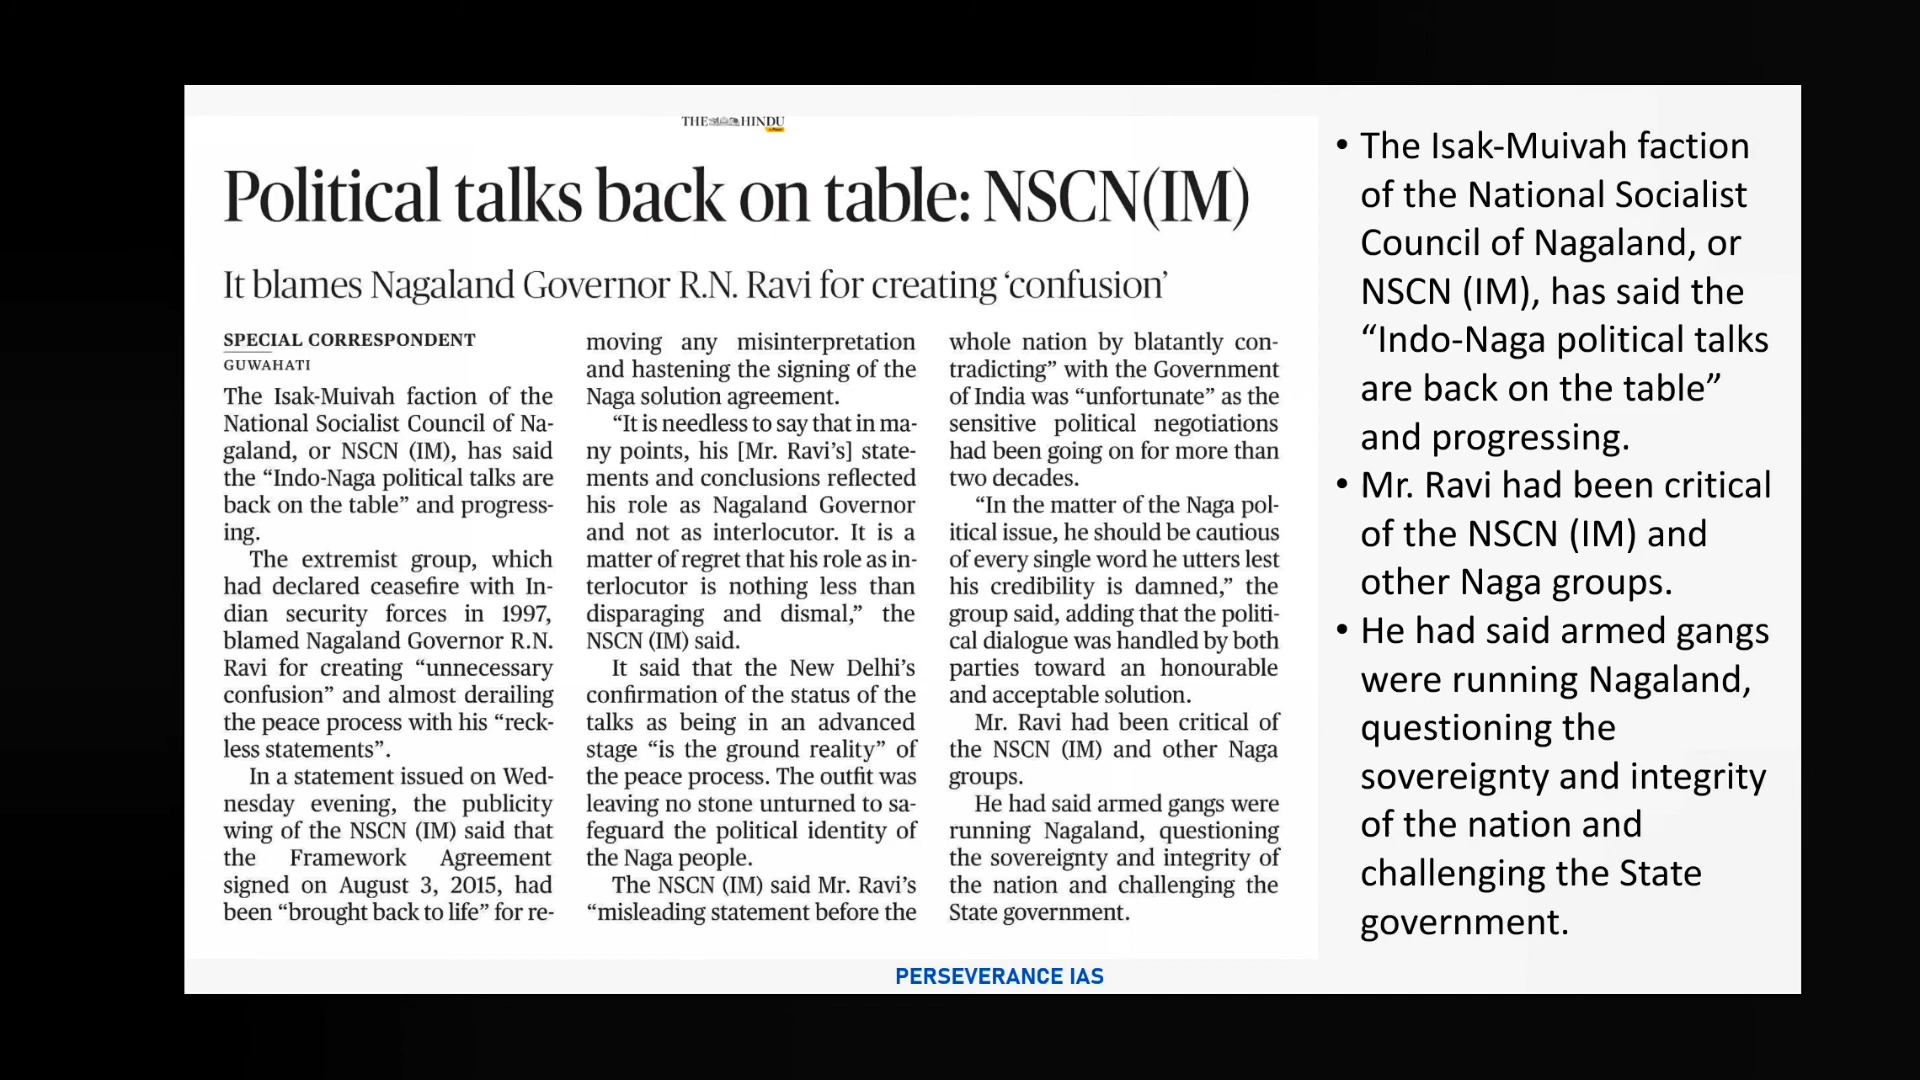 THE HINDU
Political talks back on table: NSCN(IM)
It blames Nagaland Governor R.N. Ravi for creating ‘confusion’
SPECIAL CORRESPONDENT
GUWAHATI
The Isak-Muivah faction of the
National Socialist Council of Na-
galand, or NSCN (IM), has said
the “Indo-Naga political talks are
back on the table” and progress-
ing.
The extremist group, which
had declared ceasefire with In-
dian security forces in 1997,
blamed Nagaland Governor R.N.
Ravi for creating “unnecessary
confusion” and almost derailing
the peace process with his “reck-
less statements”.
In a statement issued on Wed-
nesday evening, the publicity
wing of the NSCN (IM) said that
the Framework Agreement
signed on August 3, 2015, had
been “brought back to life” for re-
moving any misinterpretation
and hastening the signing of the
Naga solution agreement.
“It is needless to say that in ma-
ny points, his [Mr. Ravi’s] state-
ments and conclusions reflected
his role as Nagaland Governor
and not as interlocutor. It is a
matter of regret that his role as in-
terlocutor is nothing less than
disparaging and dismal,” the
NSCN (IM) said.
It said that the New Delhi’s
confirmation of the status of the
talks as being in an advanced
stage “is the ground reality” of
the peace process. The outfit was
leaving no stone unturned to sa-
feguard the political identity of
the Naga people.
The NSCN (IM) said Mr. Ravi’s
“misleading statement before the
whole nation by blatantly con-
tradicting” with the Government
of India was “unfortunate” as the
sensitive political negotiations
had been going on for more than
two decades.
“In the matter of the Naga pol-
itical issue, he should be cautious
of every single word he utters lest
his credibility is damned,” the
group said, adding that the politi-
cal dialogue was handled by both
parties toward an honourable
and acceptable solution.
Mr. Ravi had been critical of
the NSCN (IM) and other Naga
groups.
He had said armed gangs were
running Nagaland, questioning
the sovereignty and integrity of
the nation and challenging the
State government.
• The Isak-Muivah faction
of the National Socialist
Council of Nagaland, or
NSCN (IM), has said the
“Indo-Naga political talks
are back on the table”
and progressing.
• Mr. Ravi had been critical
of the NSCN (IM) and
other Naga groups.
• He had said armed gangs
were running Nagaland,
questioning the
sovereignty and integrity
of the nation and
challenging the State
government.
PERSEVERANCE IAS